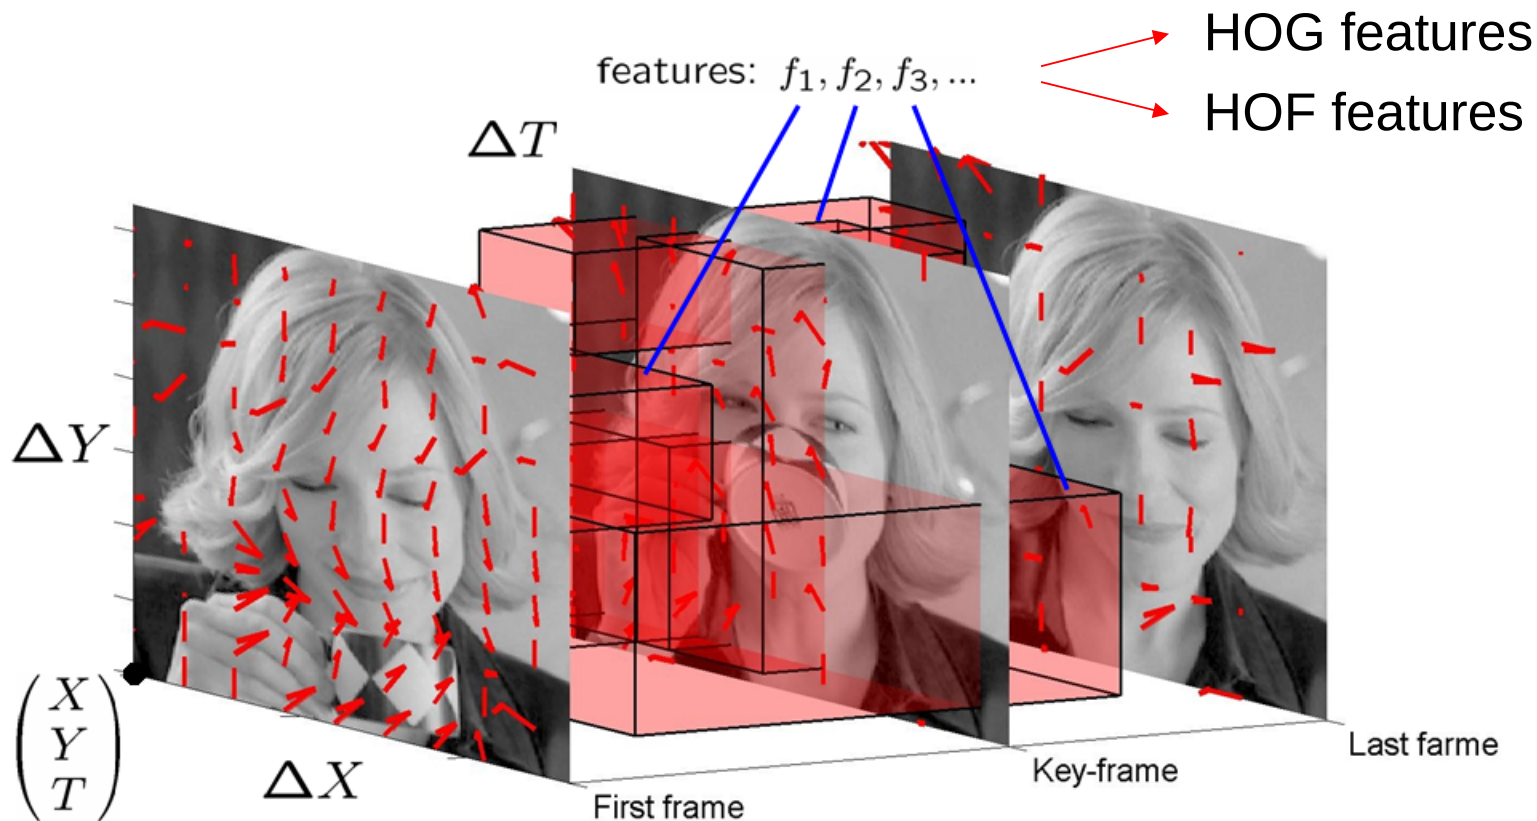 HOG features
features: f1, f2, f3, ...
HOF features
ΔT
ΔY
X
Y
T
ΔX
First frame
Key-frame
Last farme